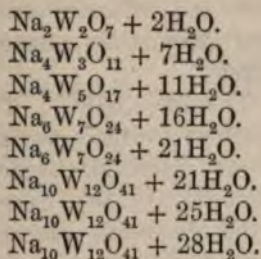 Na₂W₂O₇ + 2H₂O.
Na₄W₃O₁₁ + 7H₂O.
Na₄W₅O₁₇ + 11H₂O.
Na₆W₇O₂₄ + 16H₂O.
Na₆W₇O₂₄ + 21H₂O.
Na₁₀W₁₂O₄₁ + 21H₂O.
Na₁₀W₁₂O₄₁ + 25H₂O.
Na₁₀W₁₂O₄₁ + 28H₂O.